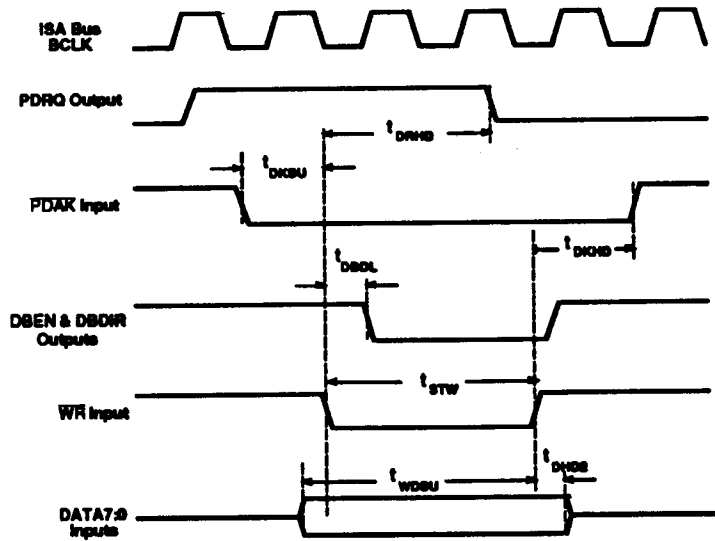 ISA Bus
BCLK
PDRQ Output
tDRHD
tDKSU
PDAK Input
tDKHD
tDBDL
DBEN & DBDIR
Outputs
tSTW
WR Input
tDHD2
tWDSU
DATA7:0
Inputs